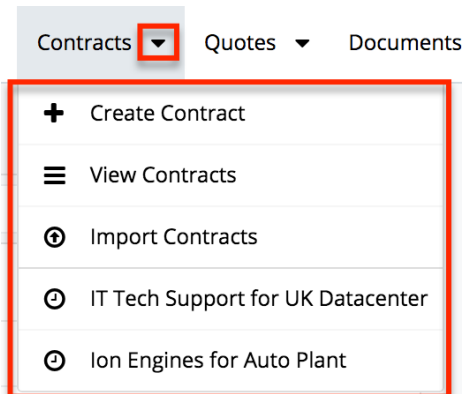 Contracts Quotes Documents
Create Contract
View Contracts
Import Contracts
IT Tech Support for UK Datacenter
Ion Engines for Auto Plant